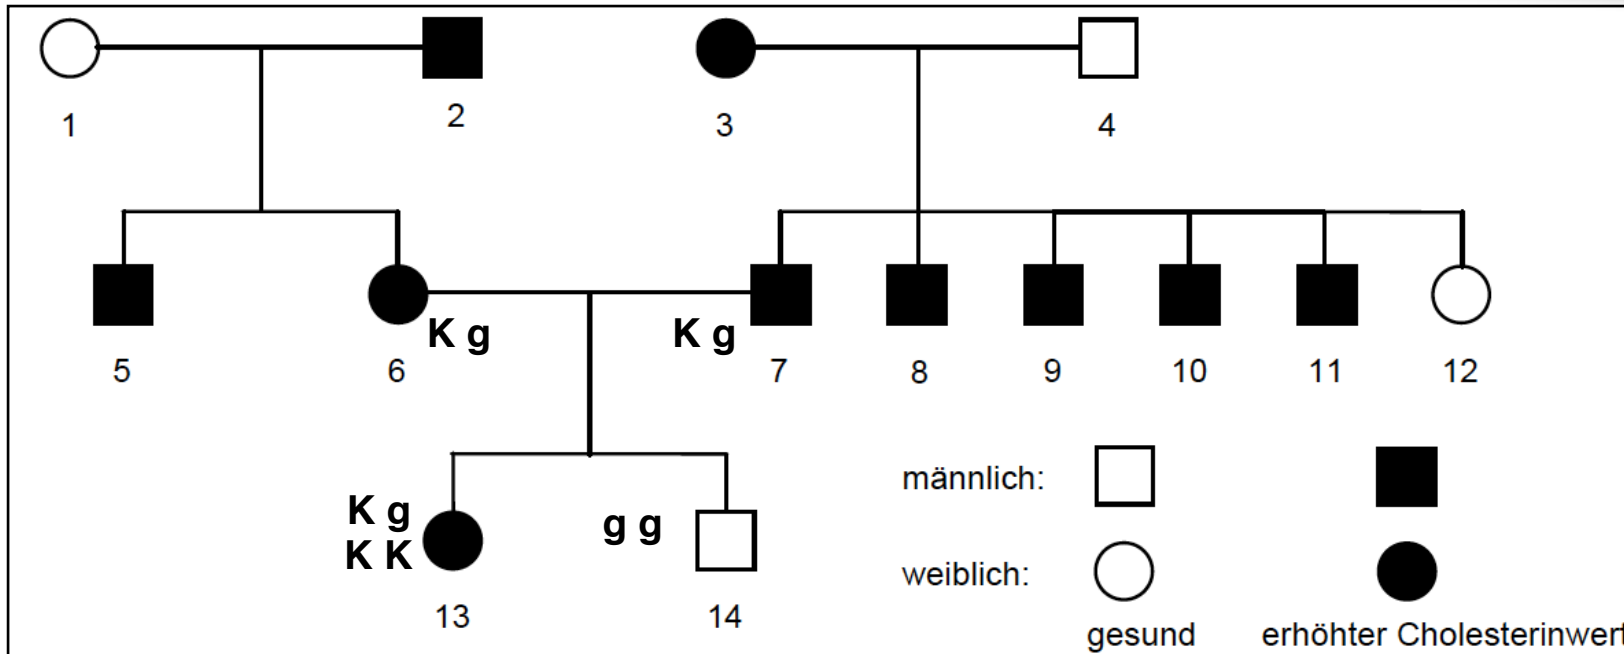 1
2
3
4
K g
K g
5
6
7
8
9
10
11
12
männlich:
K g
K K
g g
weiblich:
13
14
gesund
erhöhter Cholesterinwert